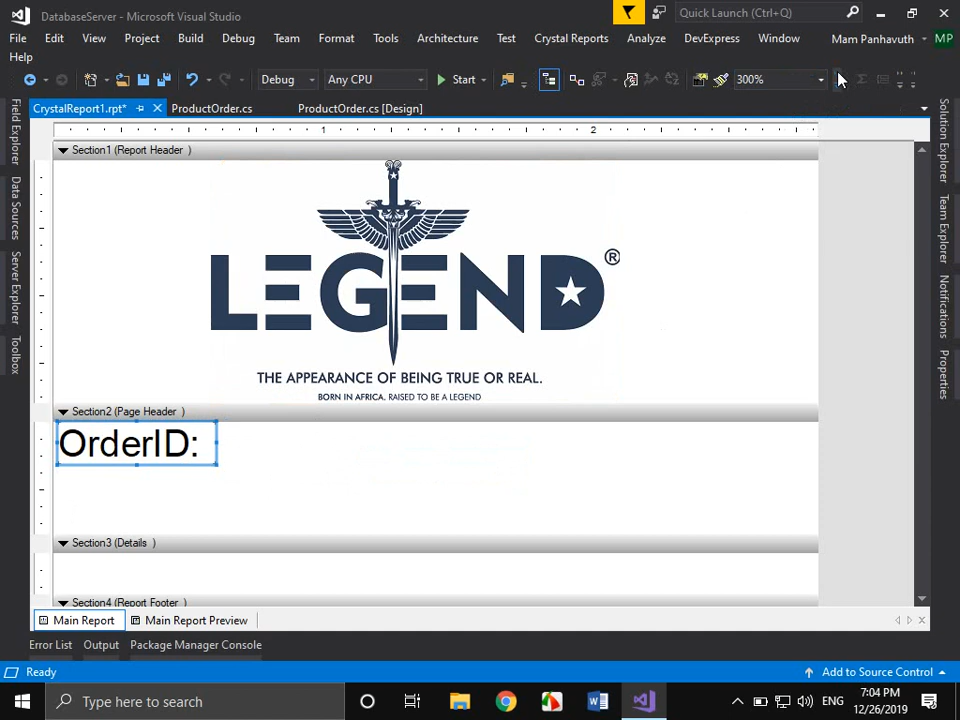 DatabaseServer - Microsoft Visual Studio
Quick Launch (Ctrl+Q)
File Edit View Project Build Debug Team Format Tools Architecture Test Crystal Reports Analyze DevExpress Window Mam Panhavuth MP
Help
Debug Any CPU Start 300%
CrystalReport1.rpt* ProductOrder.cs ProductOrder.cs [Design]
1 2
Field Explorer
Data Sources
Server Explorer
Toolbox
Section1 (Report Header )
LEGEND®
THE APPEARANCE OF BEING TRUE OR REAL.
BORN IN AFRICA. RAISED TO BE A LEGEND
Section2 (Page Header )
OrderID:
Section3 (Details )
Section4 (Report Footer )
Solution Explorer
Team Explorer
Notifications
Properties
Main Report Main Report Preview
Error List Output Package Manager Console
Ready Add to Source Control
Type here to search ENG 7:04 PM
12/26/2019